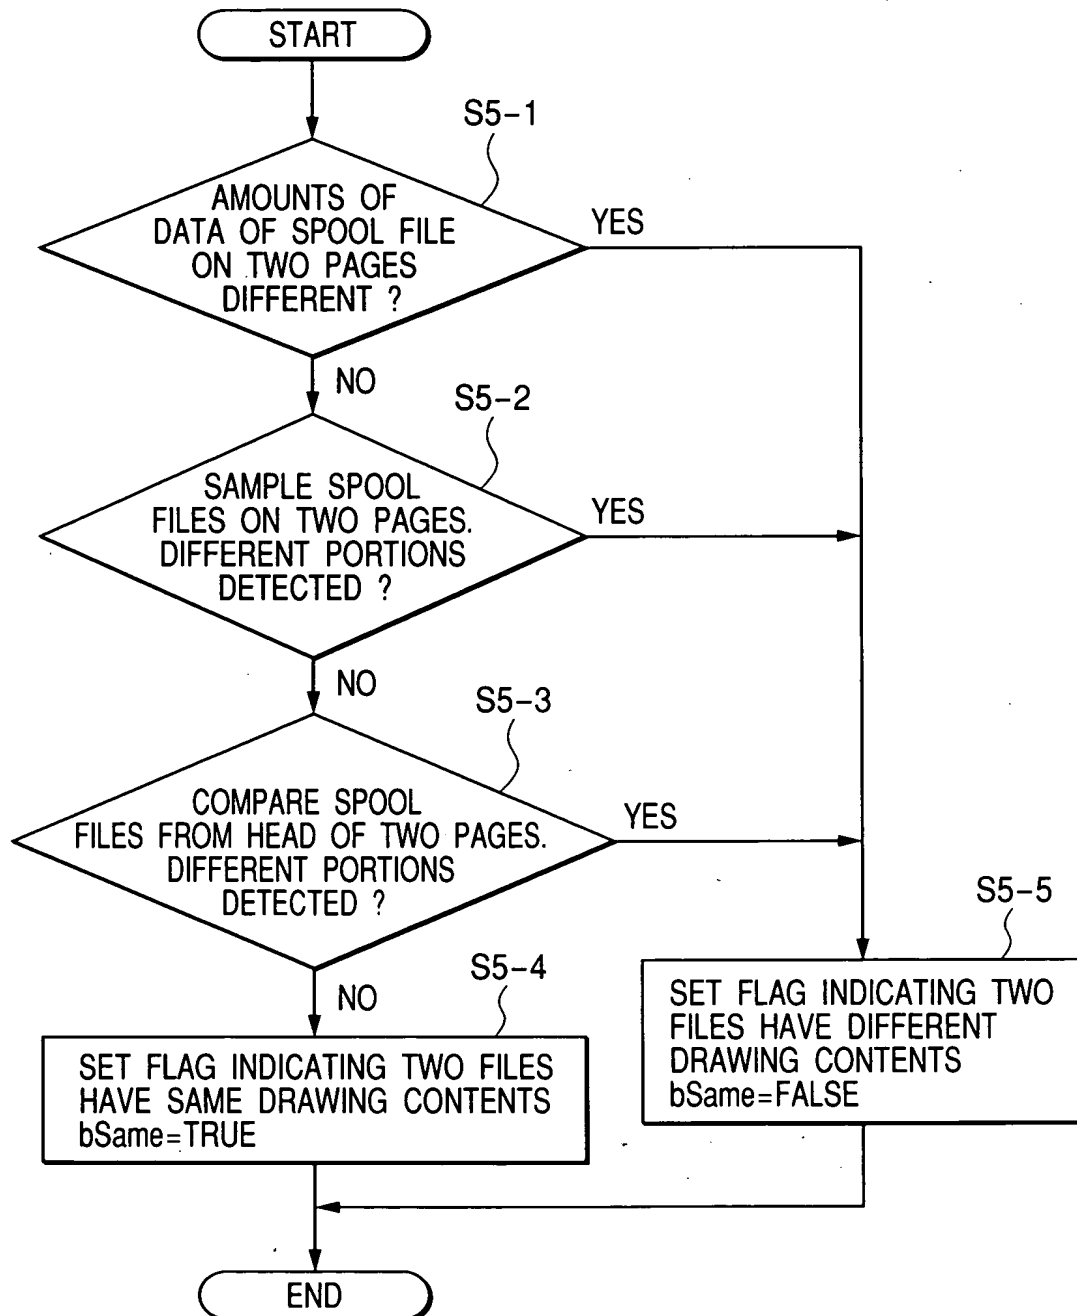 START
S5-1
AMOUNTS OF
DATA OF SPOOL FILE
ON TWO PAGES
DIFFERENT ?
YES
NO
S5-2
SAMPLE SPOOL
FILES ON TWO PAGES.
DIFFERENT PORTIONS
DETECTED ?
YES
NO
S5-3
COMPARE SPOOL
FILES FROM HEAD OF TWO PAGES.
DIFFERENT PORTIONS
DETECTED ?
YES
NO
S5-4
SET FLAG INDICATING TWO FILES
HAVE SAME DRAWING CONTENTS
bSame=TRUE
S5-5
SET FLAG INDICATING TWO
FILES HAVE DIFFERENT
DRAWING CONTENTS
bSame=FALSE
END